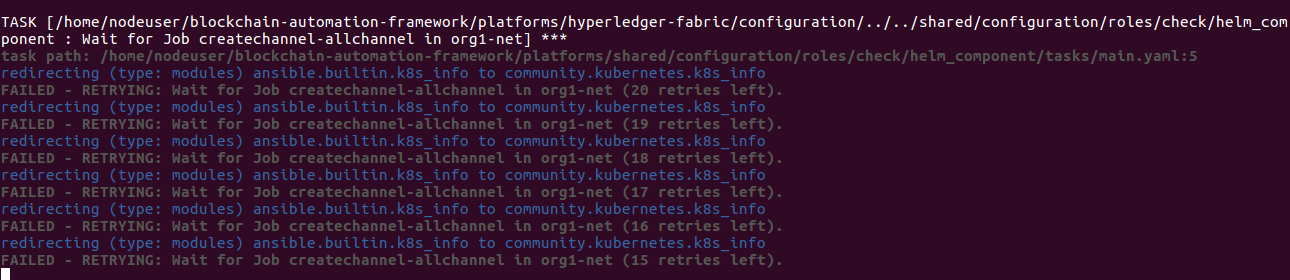 TASK [/home/nodeuser/blockchain-automation-framework/platforms/hyperledger-fabric/configuration/../../shared/configuration/roles/check/helm_com
ponent : Wait for Job createchannel-allchannel in org1-net] ***
task path: /home/nodeuser/blockchain-automation-framework/platforms/shared/configuration/roles/check/helm_component/tasks/main.yaml:5
redirecting (type: modules) ansible.builtin.k8s_info to community.kubernetes.k8s_info
FAILED - RETRYING: Wait for Job createchannel-allchannel in org1-net (20 retries left).
redirecting (type: modules) ansible.builtin.k8s_info to community.kubernetes.k8s_info
FAILED - RETRYING: Wait for Job createchannel-allchannel in org1-net (19 retries left).
redirecting (type: modules) ansible.builtin.k8s_info to community.kubernetes.k8s_info
FAILED - RETRYING: Wait for Job createchannel-allchannel in org1-net (18 retries left).
redirecting (type: modules) ansible.builtin.k8s_info to community.kubernetes.k8s_info
FAILED - RETRYING: Wait for Job createchannel-allchannel in org1-net (17 retries left).
redirecting (type: modules) ansible.builtin.k8s_info to community.kubernetes.k8s_info
FAILED - RETRYING: Wait for Job createchannel-allchannel in org1-net (16 retries left).
redirecting (type: modules) ansible.builtin.k8s_info to community.kubernetes.k8s_info
FAILED - RETRYING: Wait for Job createchannel-allchannel in org1-net (15 retries left).